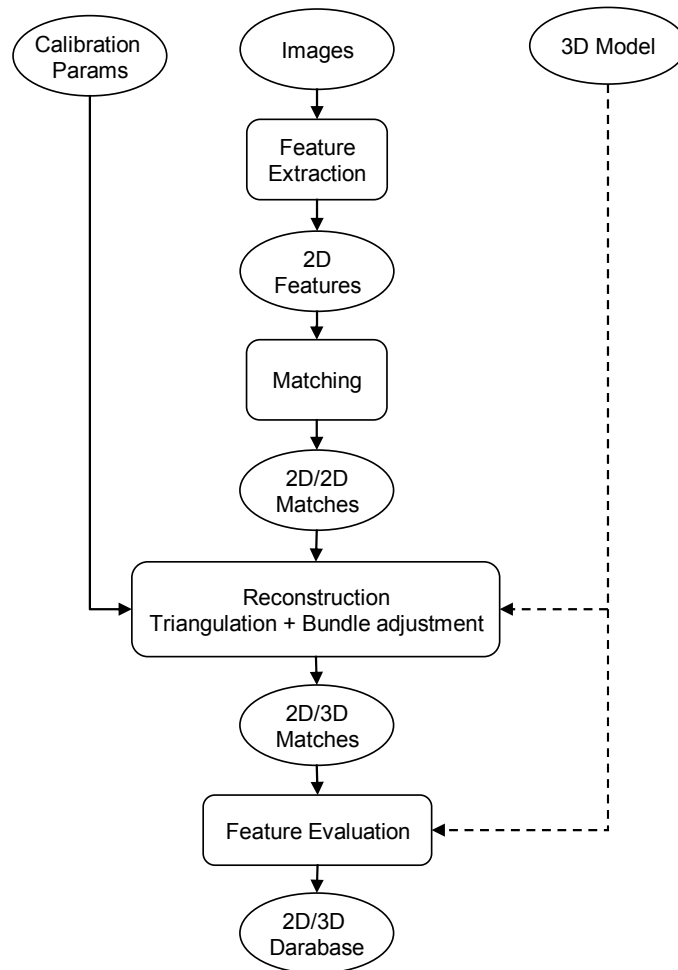 Calibration
Params
Images
3D Model
Feature
Extraction
2D
Features
Matching
2D/2D
Matches
Reconstruction
Triangulation + Bundle adjustment
2D/3D
Matches
Feature Evaluation
2D/3D
Darabase